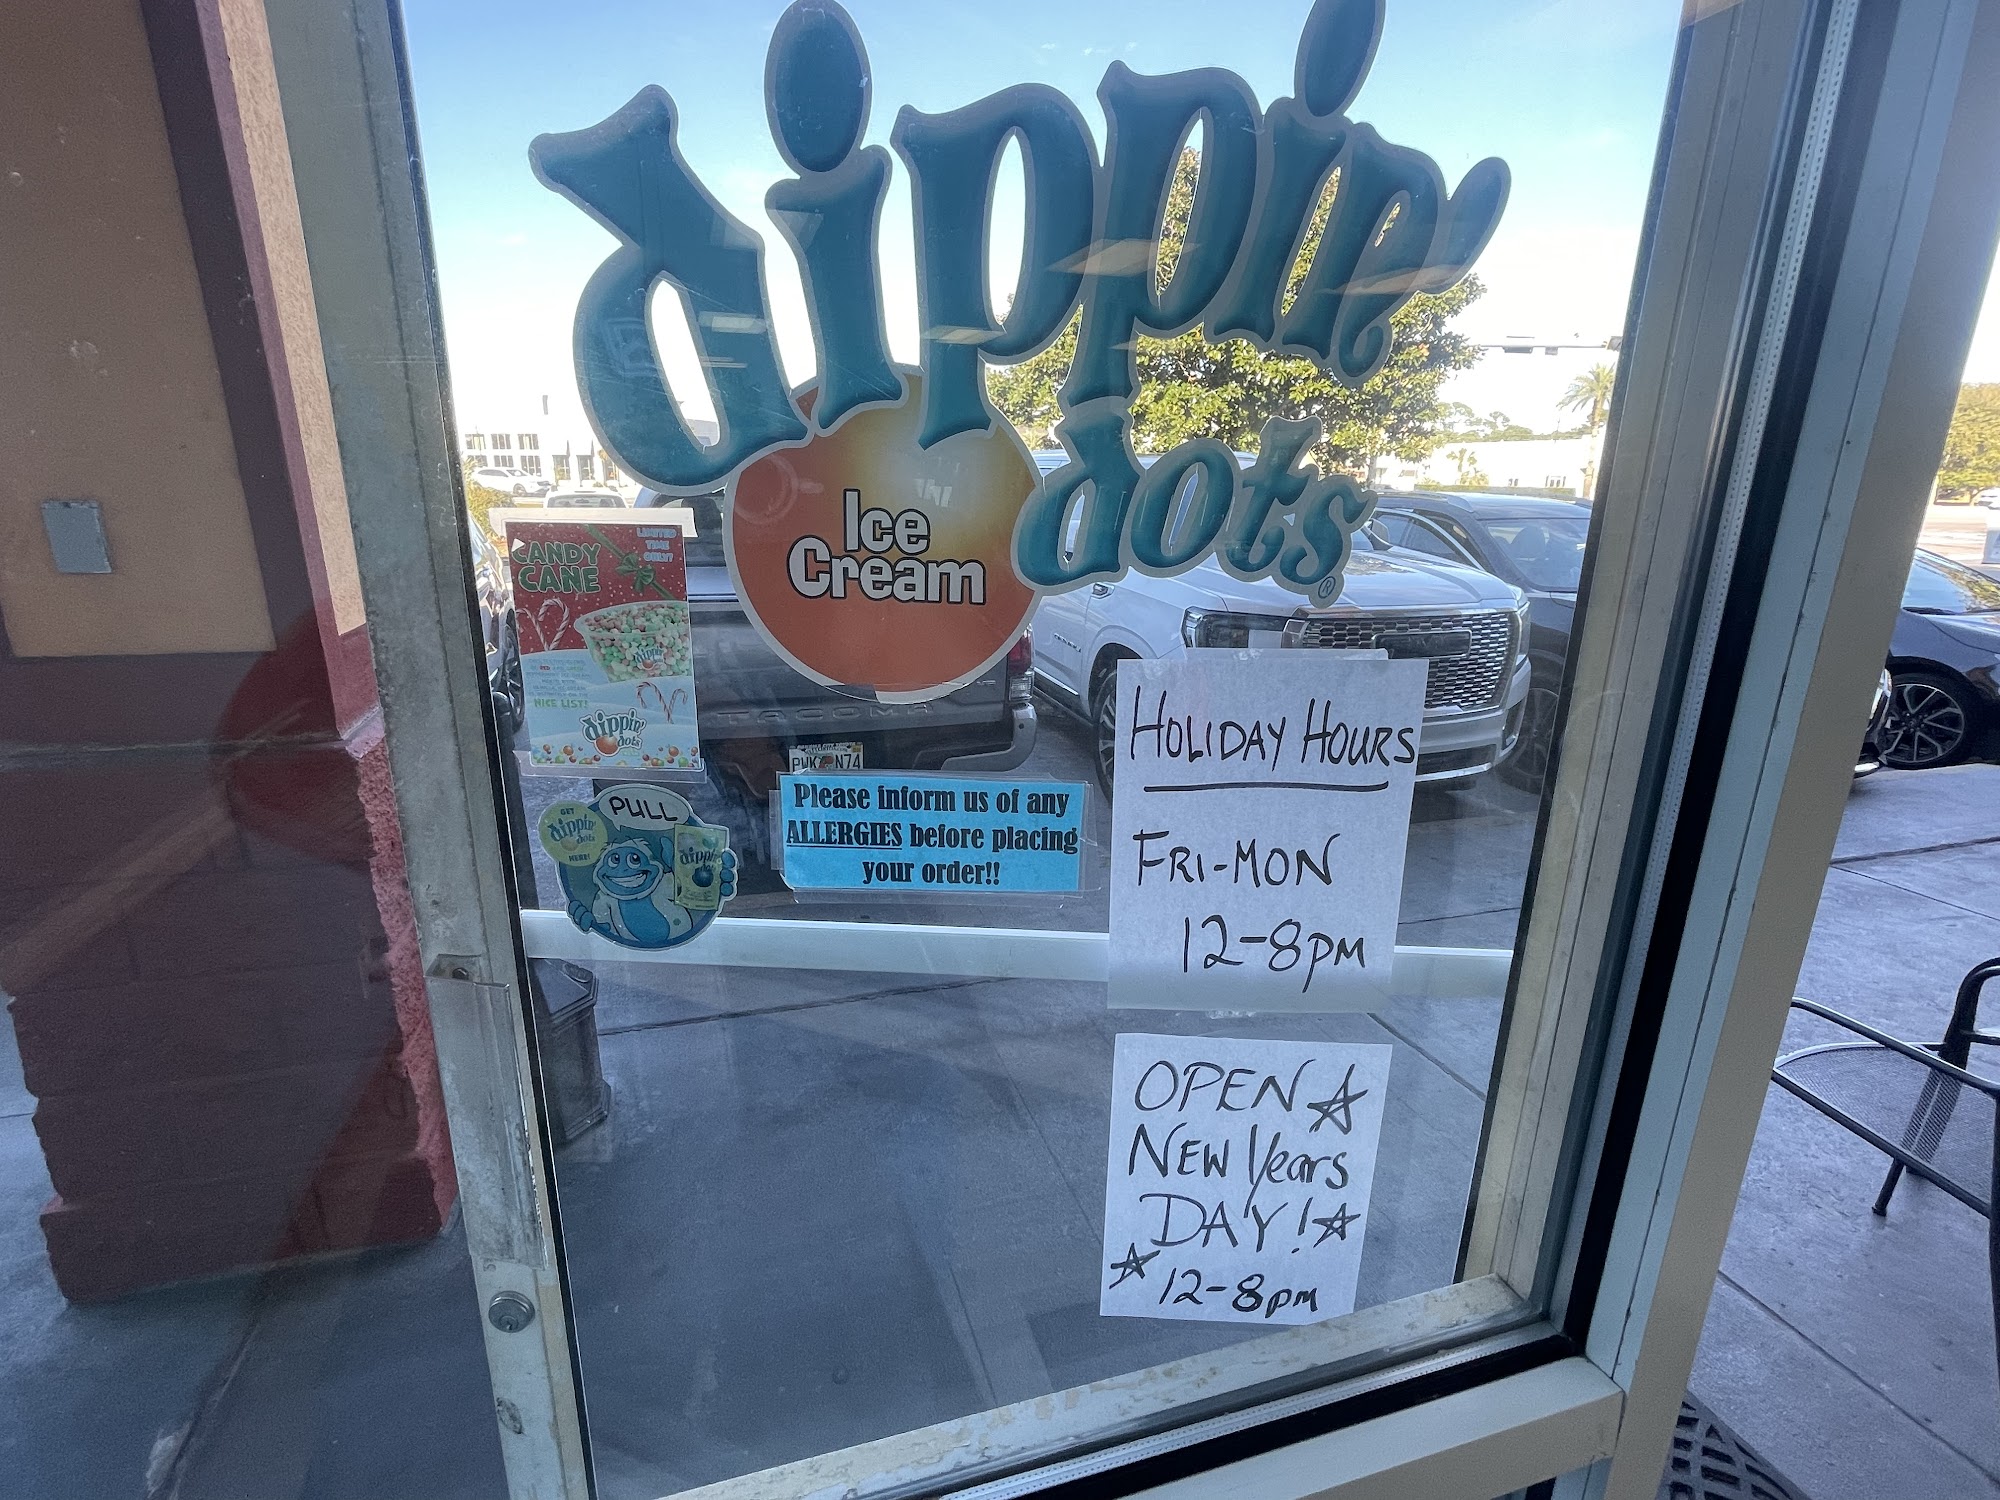 dippin'
dots®
Ice
Cream
CANDY
CANE
LIMITED
TIME
ONLY!
dippin'
NICE LIST!
dippin'
dots
TACOMA
GET
dippin'
dots
HERE!
PULL
dippin'
Please inform us of any
ALLERGIES before placing
your order!!
HOLIDAY HOURS
FRI-MON
12-8PM
OPEN
NEW Years
DAY!
12-8pm